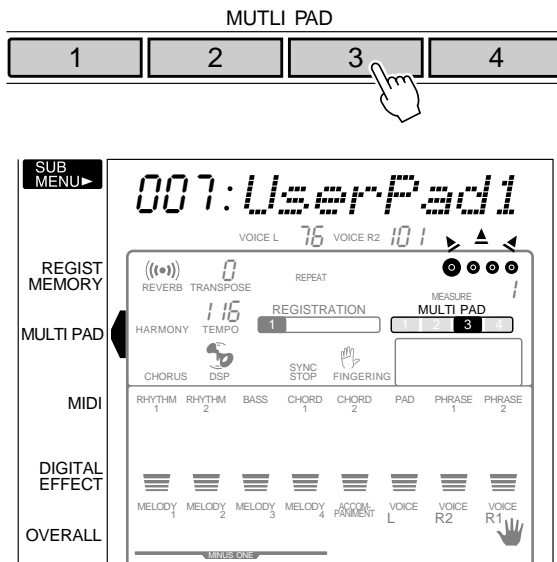 MUTLI PAD
1 2 3 4
SUB
MENU►
007:UserPad1
VOICE L 76 VOICE R2 101
REGIST
MEMORY
REVERB
0
TRANSPOSE
REPEAT
MEASURE 1
MULTI PAD
HARMONY
116
TEMPO
REGISTRATION
1
MULTI PAD
1 2 3 4
CHORUS
DSP
SYNC
STOP
FINGERING
MIDI
RHYTHM
1
RHYTHM
2
BASS
CHORD
1
CHORD
2
PAD
PHRASE
1
PHRASE
2
DIGITAL
EFFECT
MELODY
1
MELODY
2
MELODY
3
MELODY
4
ACCOM-
PANIMENT
VOICE
L
VOICE
R2
VOICE
R1
OVERALL
MINUS ONE